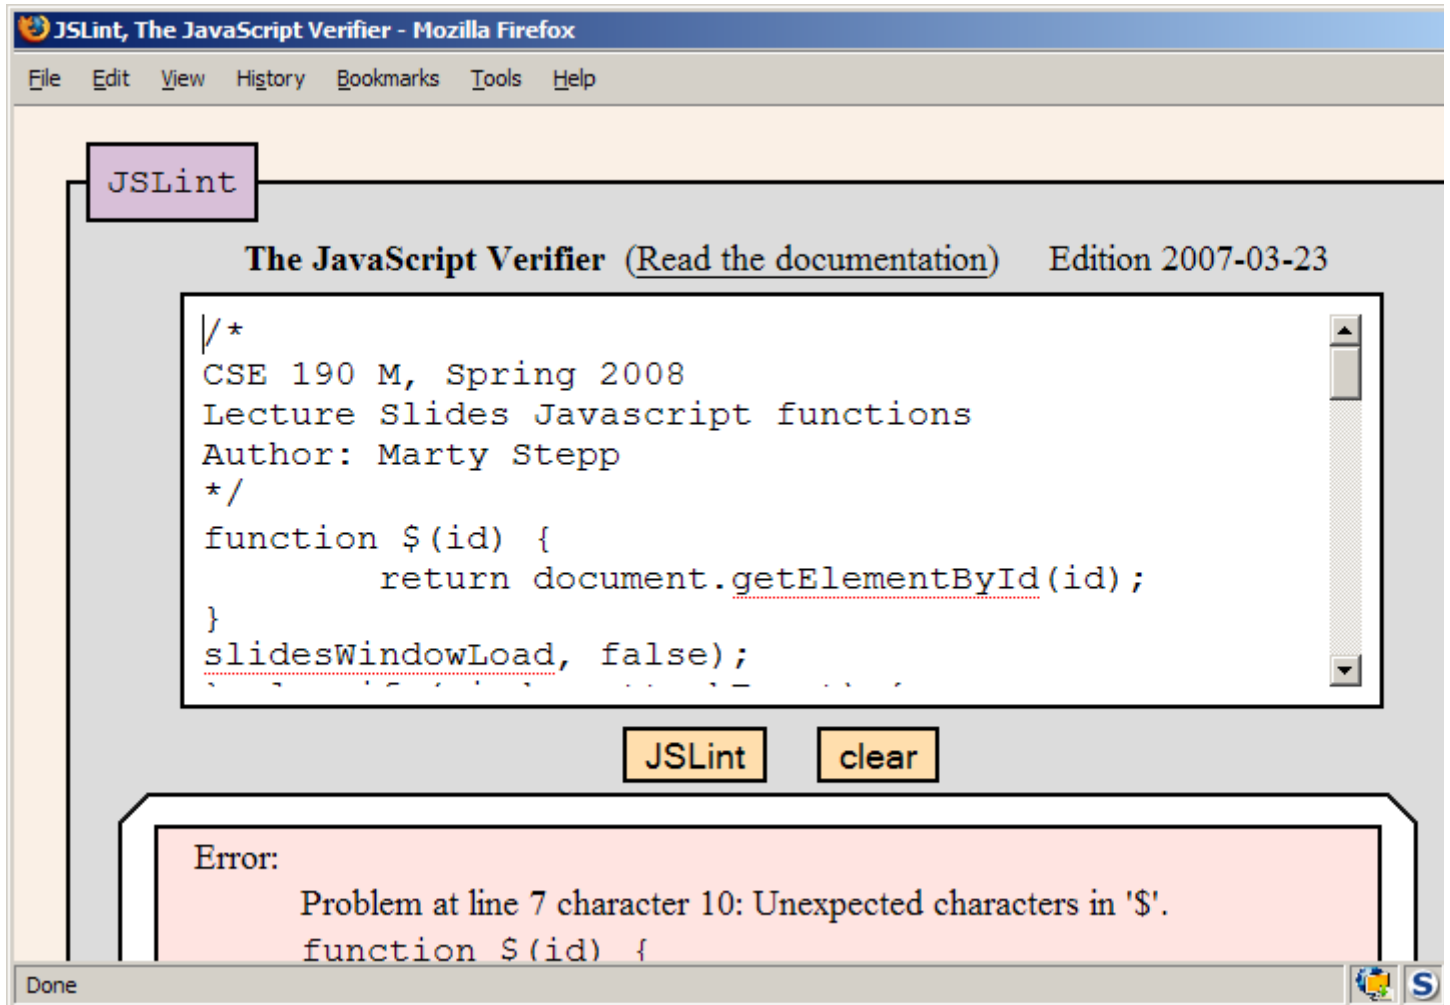 JSLint, The JavaScript Verifier - Mozilla Firefox
File Edit View History Bookmarks Tools Help
JSLint
The JavaScript Verifier (Read the documentation) Edition 2007-03-23
/*
CSE 190 M, Spring 2008
Lecture Slides Javascript functions
Author: Marty Stepp
*/
function $(id) {
return document.getElementById(id);
}
slidesWindowLoad, false);
JSLint clear
Error:
Problem at line 7 character 10: Unexpected characters in '$'.
function $(id) {
Done S